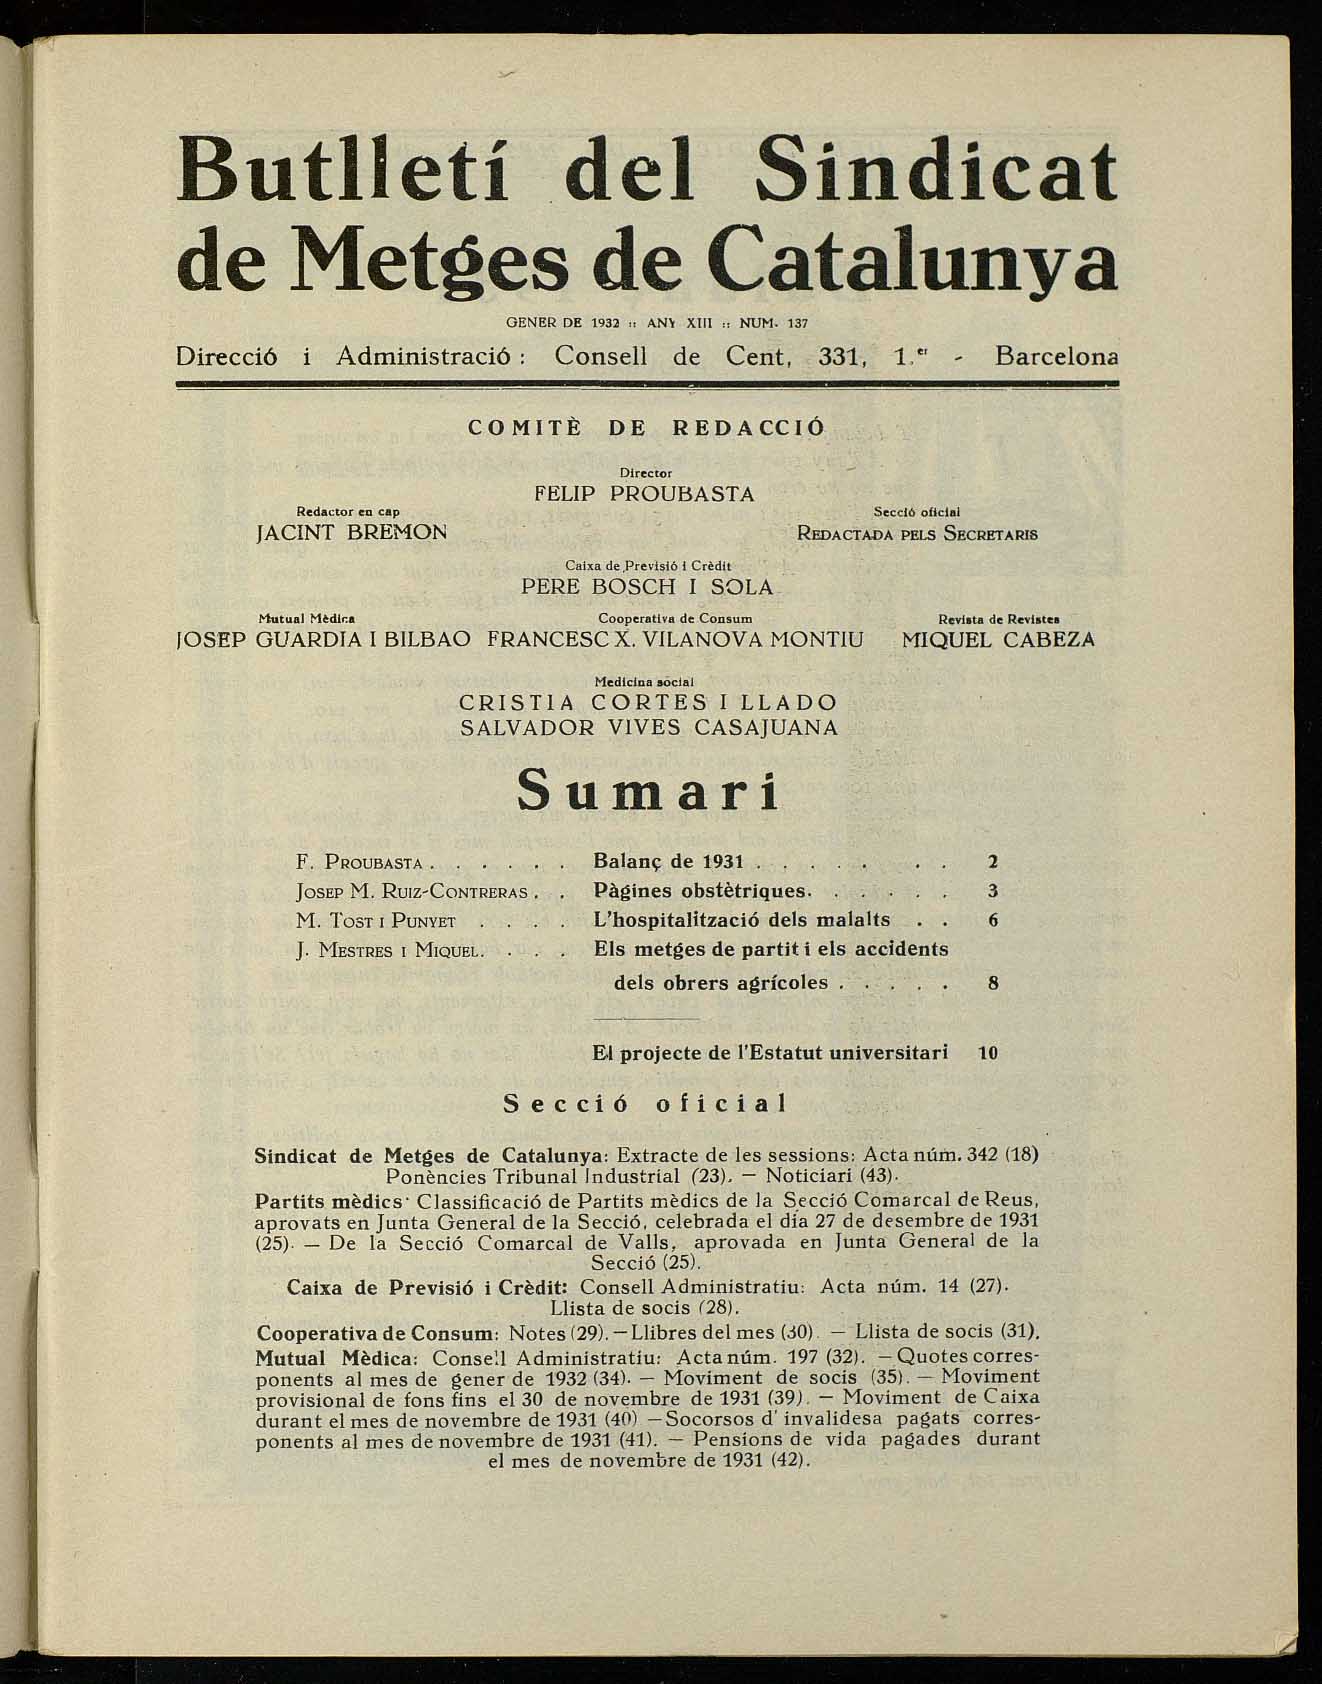 Butlletí del Sindicat
de Metges de Catalunya
GENER DE 1932 :: ANY XIII :: NUM. 137
Direcció i Administració : Consell de Cent, 331, 1.er - Barcelona
COMITÈ DE REDACCIÓ
Director
FELIP PROUBASTA
Redactor en cap
JACINT BREMON
Secció oficial
REDACTADA PELS SECRETARIS
Caixa de Previsió i Crèdit
PERE BOSCH I SOLA
Mutual Mèdica
JOSEP GUARDIA I BILBAO
Cooperativa de Consum
FRANCESC X. VILANOVA MONTIU
Revista de Revistes
MIQUEL CABEZA
Medicina social
CRISTIA CORTES I LLADO
SALVADOR VIVES CASAJUANA
Sumari
F. PROUBASTA . . . . . . Balanç de 1931 . . . . . . . 2
JOSEP M. RUIZ-CONTRERAS . . Pàgines obstètriques. . . . . . 3
M. TOST I PUNYET . . . . L'hospitalització dels malalts . . 6
J. MESTRES I MIQUEL. . . . Els metges de partit i els accidents
dels obrers agrícoles . . . . . 8
El projecte de l'Estatut universitari 10
Secció oficial
Sindicat de Metges de Catalunya: Extracte de les sessions: Acta núm. 342 (18)
Ponències Tribunal Industrial (23). — Noticiari (43).
Partits mèdics· Classificació de Partits mèdics de la Secció Comarcal de Reus,
aprovats en Junta General de la Secció, celebrada el día 27 de desembre de 1931
(25). — De la Secció Comarcal de Valls, aprovada en Junta General de la
Secció (25).
Caixa de Previsió i Crèdit: Consell Administratiu: Acta núm. 14 (27).
Llista de socis (28).
Cooperativa de Consum: Notes (29). — Llibres del mes (30). — Llista de socis (31).
Mutual Mèdica: Consell Administratiu: Acta núm. 197 (32). — Quotes corres-
ponents al mes de gener de 1932 (34). — Moviment de socis (35). — Moviment
provisional de fons fins el 30 de novembre de 1931 (39). — Moviment de Caixa
durant el mes de novembre de 1931 (40) — Socorsos d' invalidesa pagats corres-
ponents al mes de novembre de 1931 (41). — Pensions de vida pagades durant
el mes de novembre de 1931 (42).